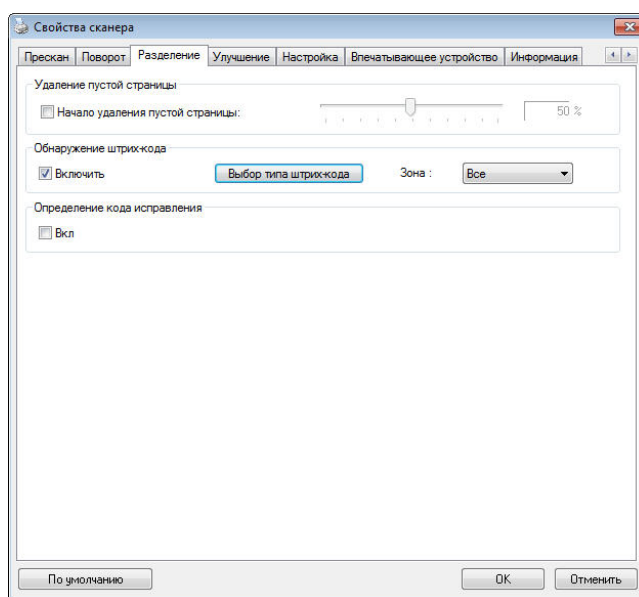 Свойства сканера
Прескан Поворот Разделение Улучшение Настройка Впечатывающее устройство Информация
Удаление пустой страницы
Начало удаления пустой страницы: 50 %
Обнаружение штрих-кода
Включить Выбор типа штрих-кода Зона : Все
Определение кода исправления
Вкл
По умолчанию OK Отменить